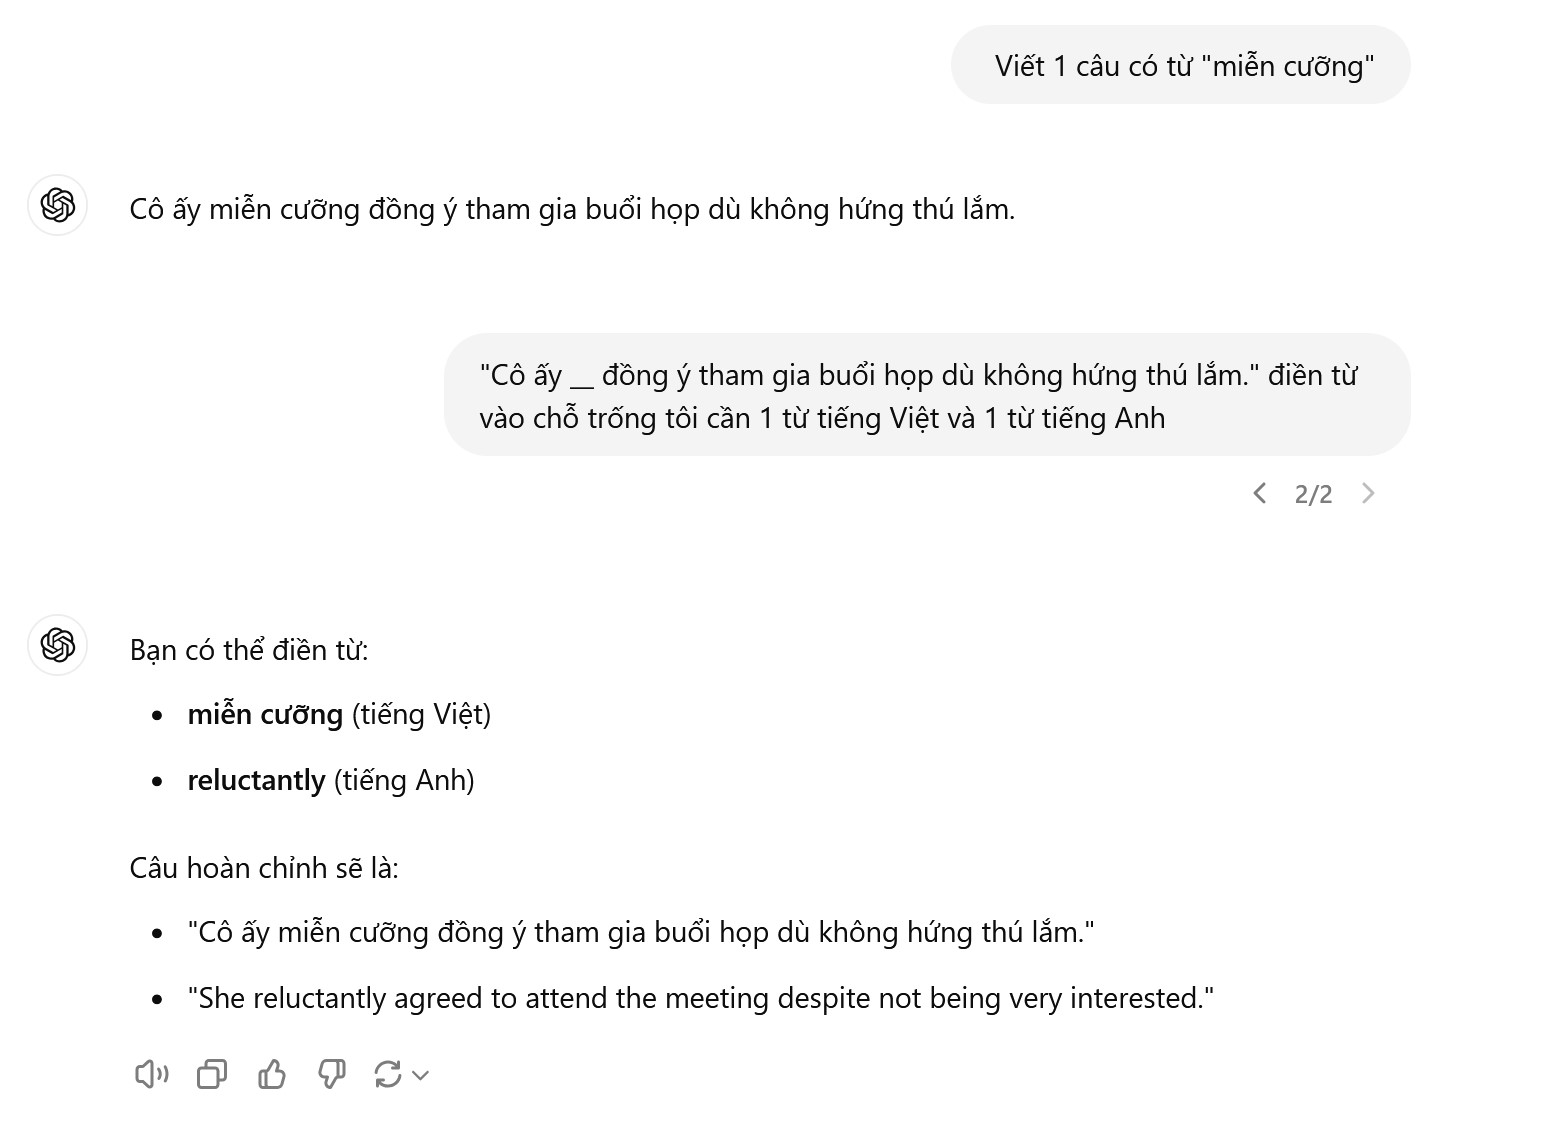 Viết 1 câu có từ "miễn cưỡng"
Cô ấy miễn cưỡng đồng ý tham gia buổi họp dù không hứng thú lắm.
"Cô ấy __ đồng ý tham gia buổi họp dù không hứng thú lắm." điền từ
vào chỗ trống tôi cần 1 từ tiếng Việt và 1 từ tiếng Anh
2/2
Bạn có thể điền từ:
miễn cưỡng (tiếng Việt)
reluctantly (tiếng Anh)
Câu hoàn chỉnh sẽ là:
"Cô ấy miễn cưỡng đồng ý tham gia buổi họp dù không hứng thú lắm."
"She reluctantly agreed to attend the meeting despite not being very interested."